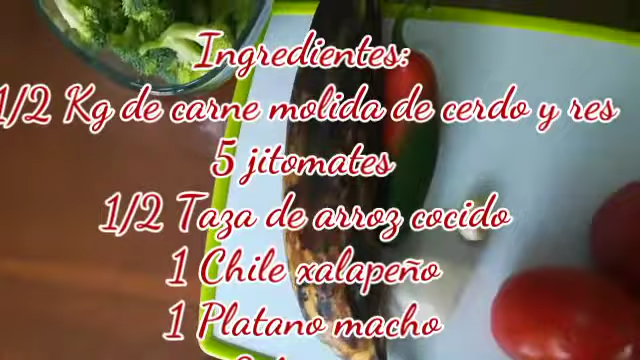 Ingredientes:
1/2 Kg de carne molida de cerdo y res
5 jitomates
1/2 Taza de arroz cocido
1 Chile xalapeño
1 Platano macho